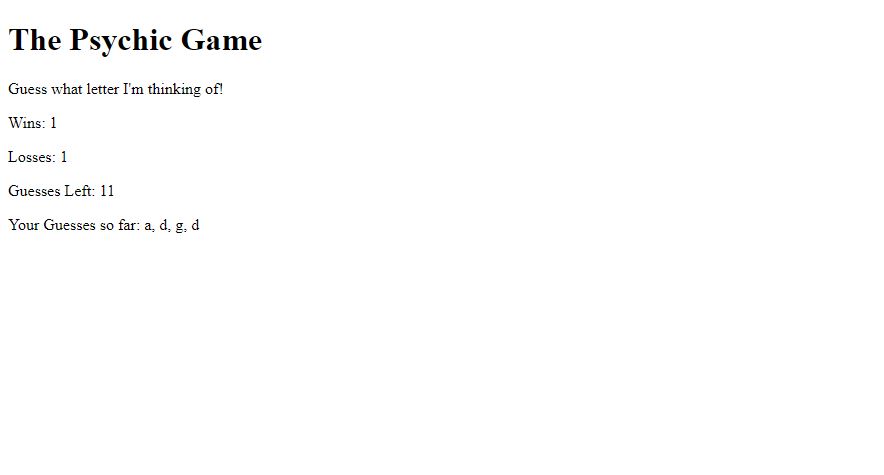 The Psychic Game
Guess what letter I'm thinking of!
Wins: 1
Losses: 1
Guesses Left: 11
Your Guesses so far: a, d, g, d